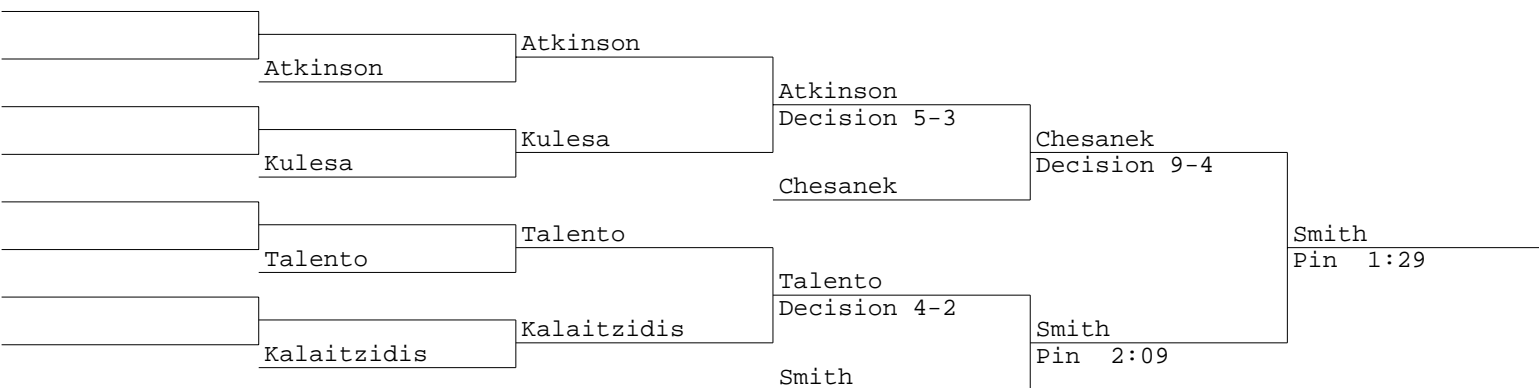 Atkinson
Atkinson
Atkinson
Decision 5-3
Kulesa
Chesanek
Kulesa
Decision 9-4
Chesanek
Talento
Smith
Talento
Pin 1:29
Talento
Decision 4-2
Kalaitzidis
Smith
Kalaitzidis
Pin 2:09
Smith